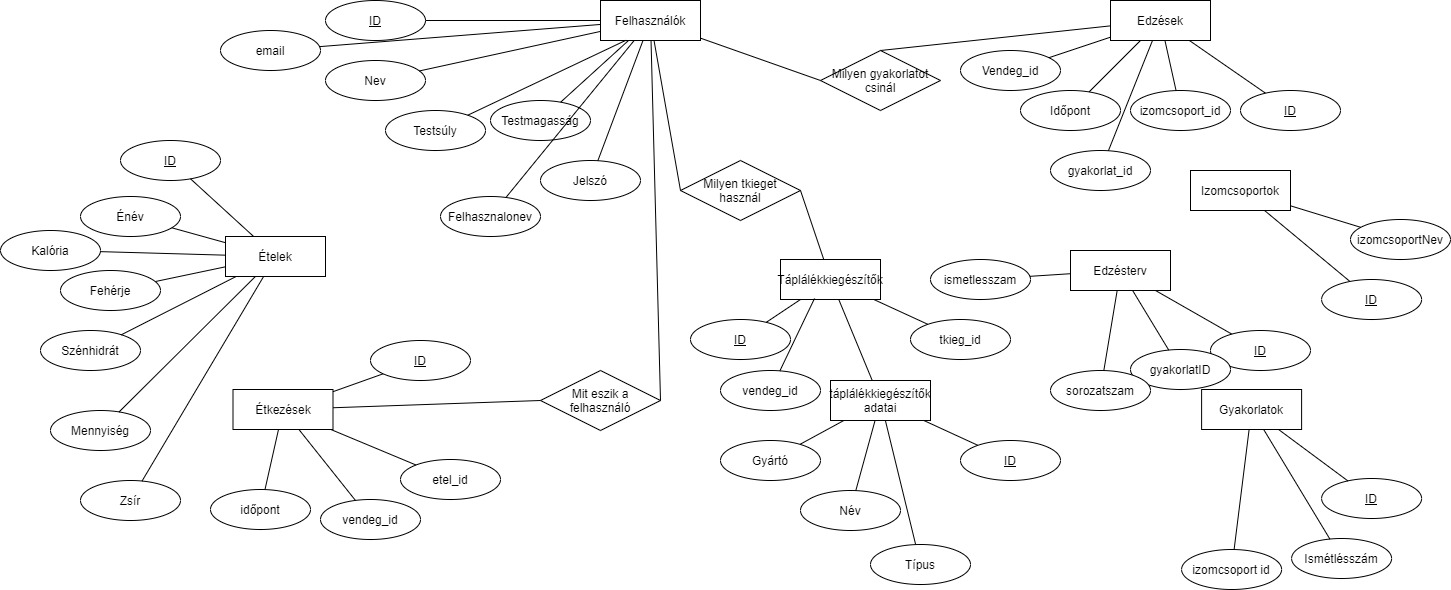 ID
Felhasználók
Edzések
email
Nev
Milyen gyakorlatot
csinál
Vendeg_id
Testsúly
Testmagasság
Időpont
izomcsoport_id
ID
ID
Jelszó
gyakorlat_id
Milyen tkieget
használ
Izomcsoportok
Énév
Felhasznalonev
izomcsoportNev
Kalória
Ételek
Fehérje
Táplálékkiegészítők
ismetlesszam
Edzésterv
ID
Szénhidrát
ID
ID
tkieg_id
gyakorlatID
ID
vendeg_id
sorozatszam
Mit eszik a
felhasználó
táplálékkiegészítők
adatai
Étkezések
Gyakorlatok
Mennyiség
Gyártó
ID
etel_id
Zsír
időpont
vendeg_id
Név
ID
Típus
izomcsoport id
Ismétlésszám